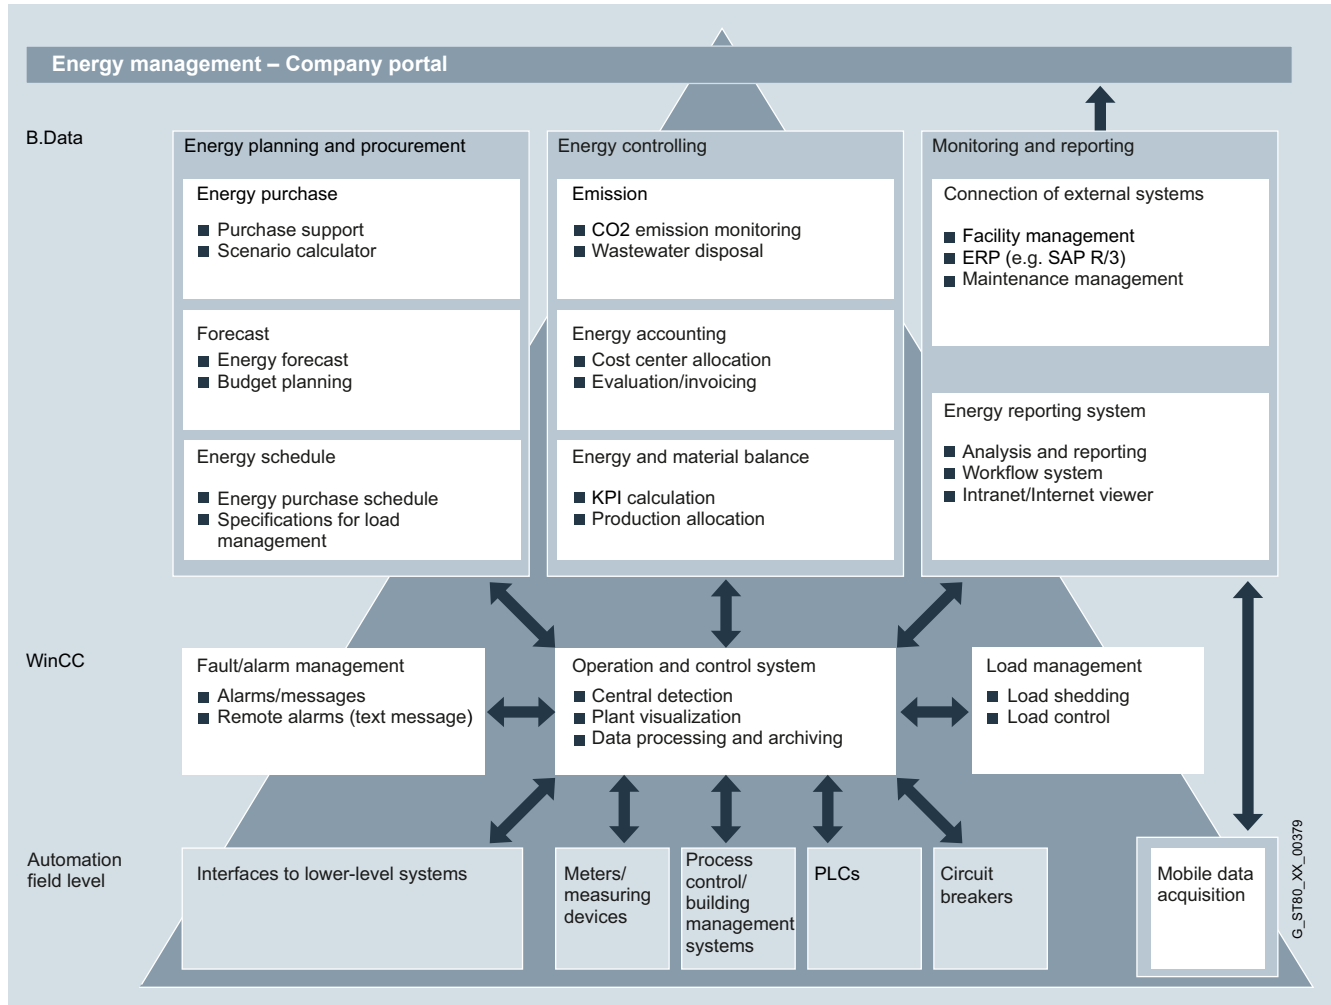 Energy management – Company portal
B.Data
Energy planning and procurement
Energy purchase
Purchase support
Scenario calculator
Forecast
Energy forecast
Budget planning
Energy schedule
Energy purchase schedule
Specifications for load
management
Energy controlling
Emission
CO2 emission monitoring
Wastewater disposal
Energy accounting
Cost center allocation
Evaluation/invoicing
Energy and material balance
KPI calculation
Production allocation
Monitoring and reporting
Connection of external systems
Facility management
ERP (e.g. SAP R/3)
Maintenance management
Energy reporting system
Analysis and reporting
Workflow system
Intranet/Internet viewer
WinCC
Fault/alarm management
Alarms/messages
Remote alarms (text message)
Operation and control system
Central detection
Plant visualization
Data processing and archiving
Load management
Load shedding
Load control
Automation
field level
Interfaces to lower-level systems
Meters/
measuring
devices
Process
control/
building
management
systems
PLCs
Circuit
breakers
Mobile data
acquisition
G_ST80_XX_00379